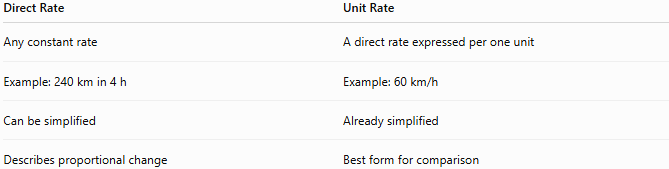 Direct Rate Unit Rate
Any constant rate A direct rate expressed per one unit
Example: 240 km in 4 h Example: 60 km/h
Can be simplified Already simplified
Describes proportional change Best form for comparison